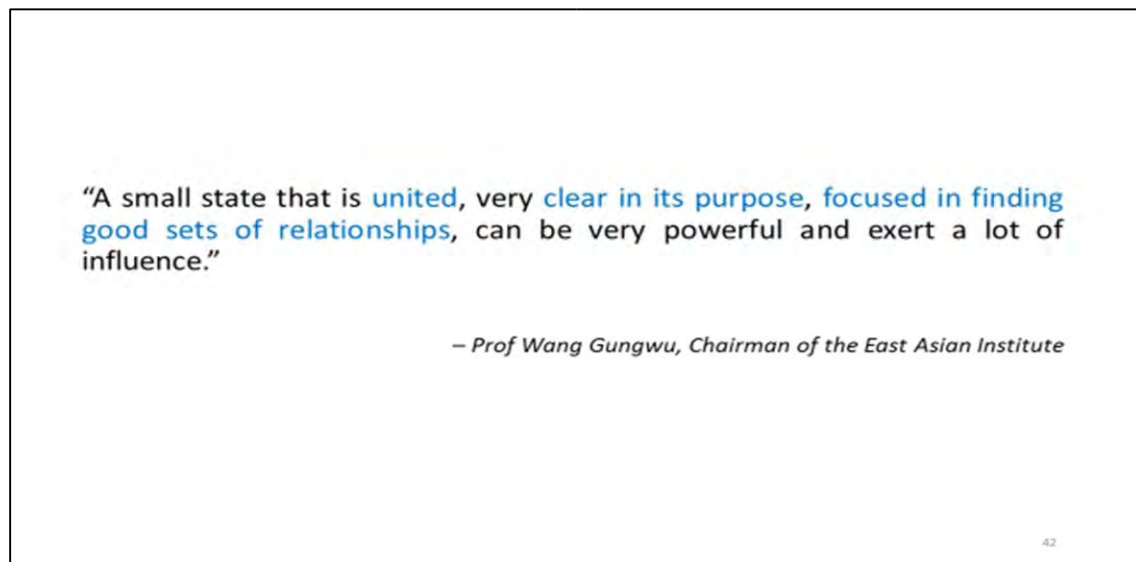 “A small state that is united, very clear in its purpose, focused in finding
good sets of relationships, can be very powerful and exert a lot of
influence.”
– Prof Wang Gungwu, Chairman of the East Asian Institute
42